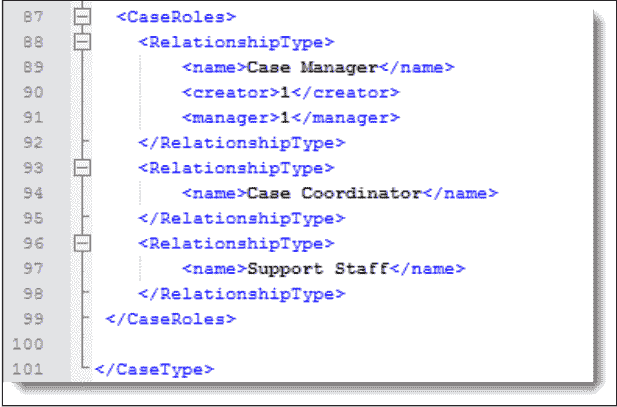 87 <CaseRoles>
88 <RelationshipType>
89 <name>Case Manager</name>
90 <creator>1</creator>
91 <manager>1</manager>
92 </RelationshipType>
93 <RelationshipType>
94 <name>Case Coordinator</name>
95 </RelationshipType>
96 <RelationshipType>
97 <name>Support Staff</name>
98 </RelationshipType>
99 </CaseRoles>
100
101 </CaseType>